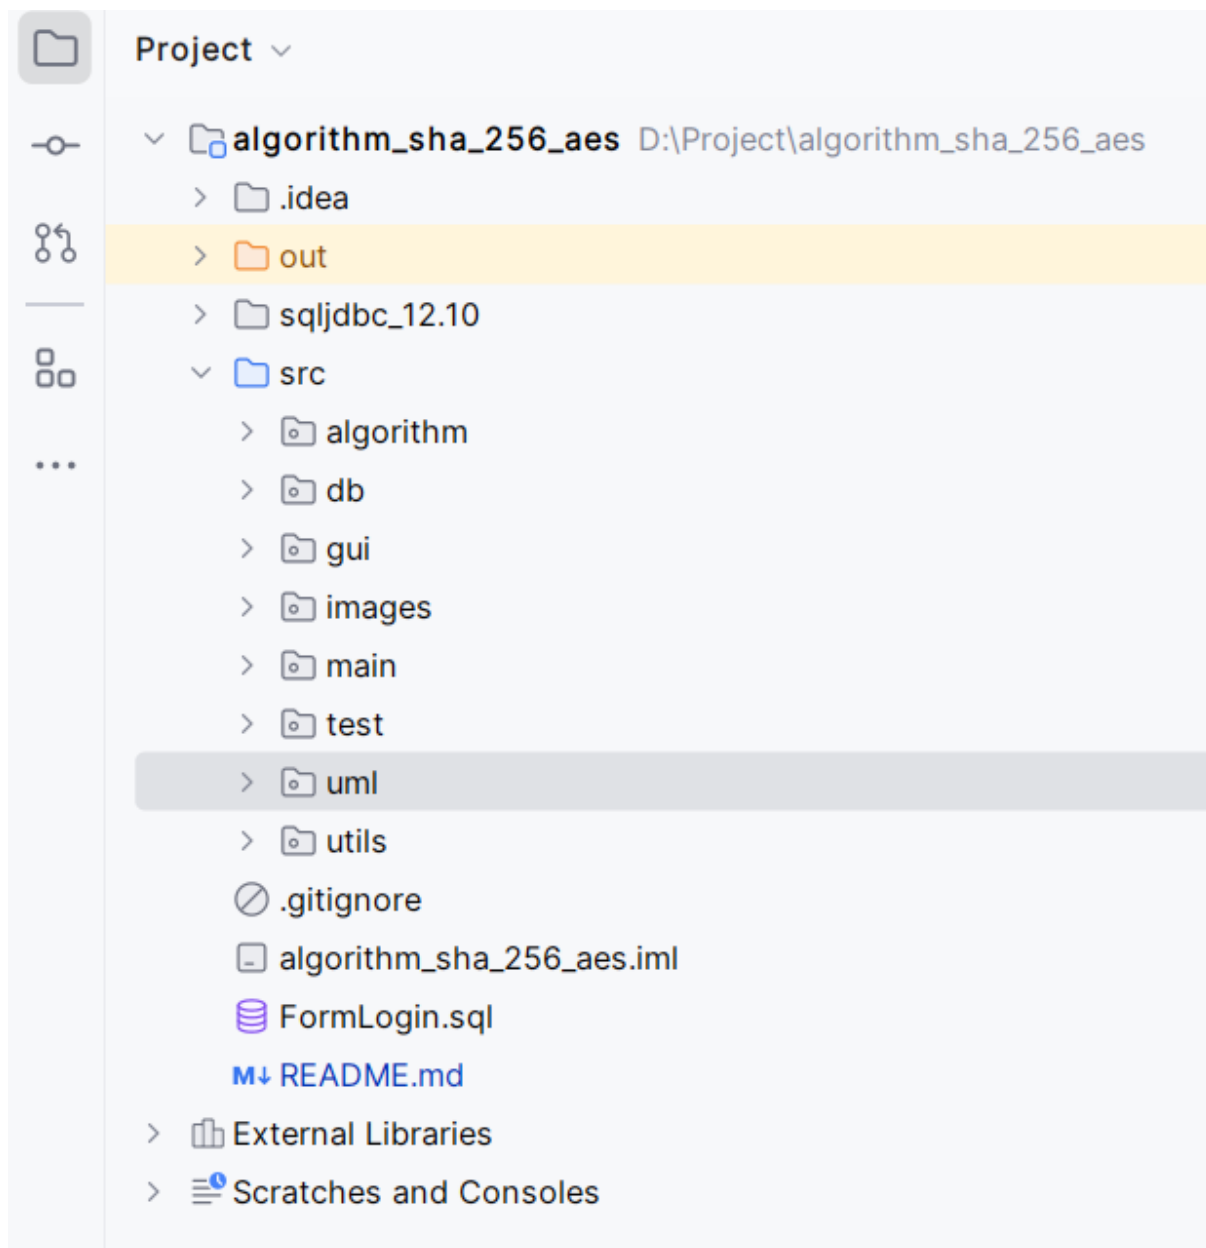 Project
algorithm_sha_256_aes D:\Project\algorithm_sha_256_aes
.idea
out
sqljdbc_12.10
src
algorithm
db
gui
images
main
test
uml
utils
.gitignore
algorithm_sha_256_aes.iml
FormLogin.sql
M↓ README.md
External Libraries
Scratches and Consoles